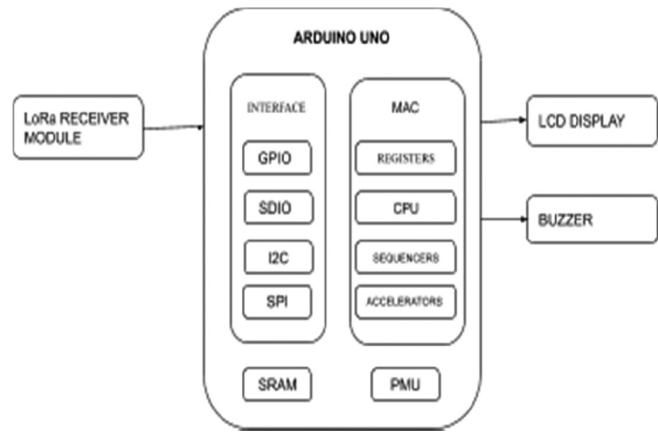 ARDUINO UNO
LoRa RECEIVER
MODULE
INTERFACE
GPIO
SDIO
I2C
SPI
MAC
REGISTERS
CPU
SEQUENCERS
ACCELERATORS
SRAM
PMU
LCD DISPLAY
BUZZER